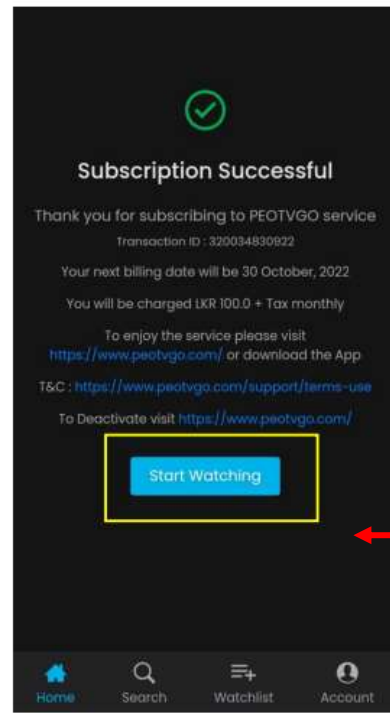 Subscription Successful
Thank you for subscribing to PEOTVGO service
Transaction ID : 320034830922
Your next billing date will be 30 October, 2022
You will be charged LKR 100.0 + Tax monthly
To enjoy the service please visit
https://www.peotvgo.com/ or download the App
T&C : https://www.peotvgo.com/support/terms-use
To Deactivate visit https://www.peotvgo.com/
Start Watching
Home Search Watchlist Account